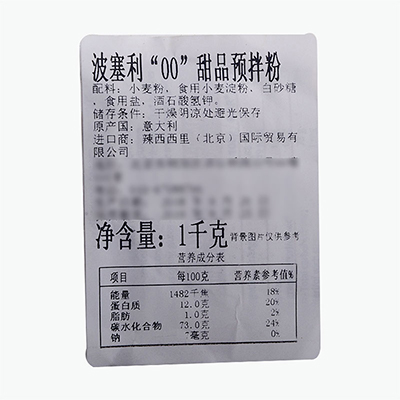 波塞利“00”甜品预拌粉
配料：小麦粉，食用小麦淀粉，白砂糖
，食用盐，酒石酸氢钾。
储存条件：干燥阴凉处避光保存
原产国：意大利
进口商：辣西西里（北京）国际贸易有
限公司
净含量：1千克 背景图片仅供参考
营养成分表
项目 每100克 营养素参考值%
能量 1482千焦 18%
蛋白质 12.0克 20%
脂肪 1.0克 2%
碳水化合物 73.0克 24%
钠 7毫克 0%